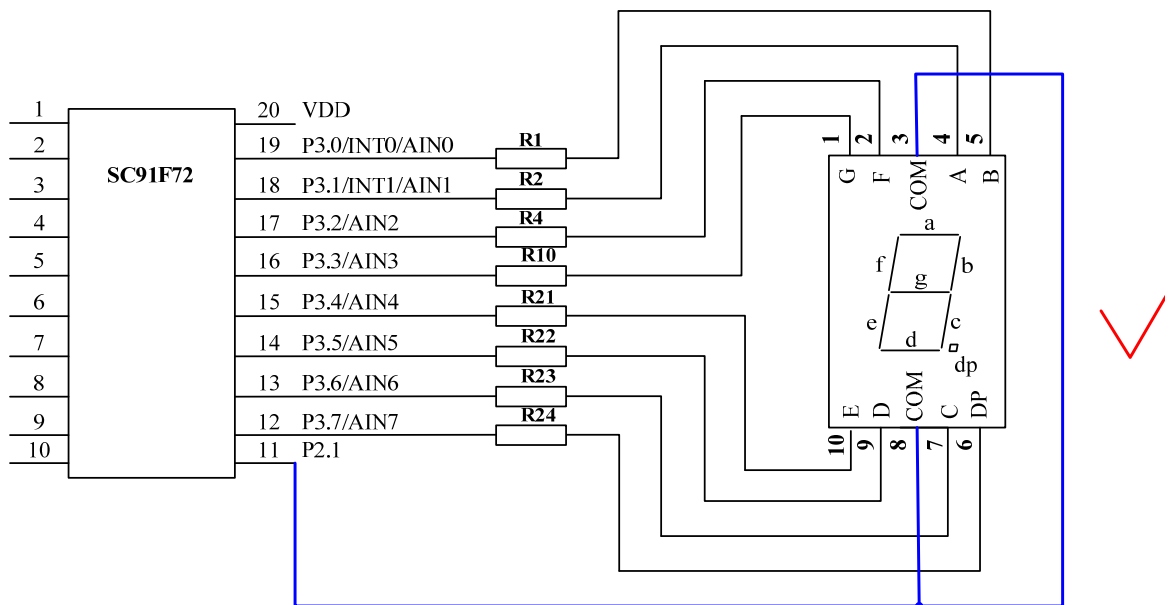 1
2
3
4
5
6
7
8
9
10
SC91F72
20 VDD
19 P3.0/INT0/AIN0
18 P3.1/INT1/AIN1
17 P3.2/AIN2
16 P3.3/AIN3
15 P3.4/AIN4
14 P3.5/AIN5
13 P3.6/AIN6
12 P3.7/AIN7
11 P2.1
R1
R2
R4
R10
R21
R22
R23
R24
1 2 3 4 5
G F COM A B
a
f b
g
e c
d
dp
E D COM C DP
10 9 8 7 6